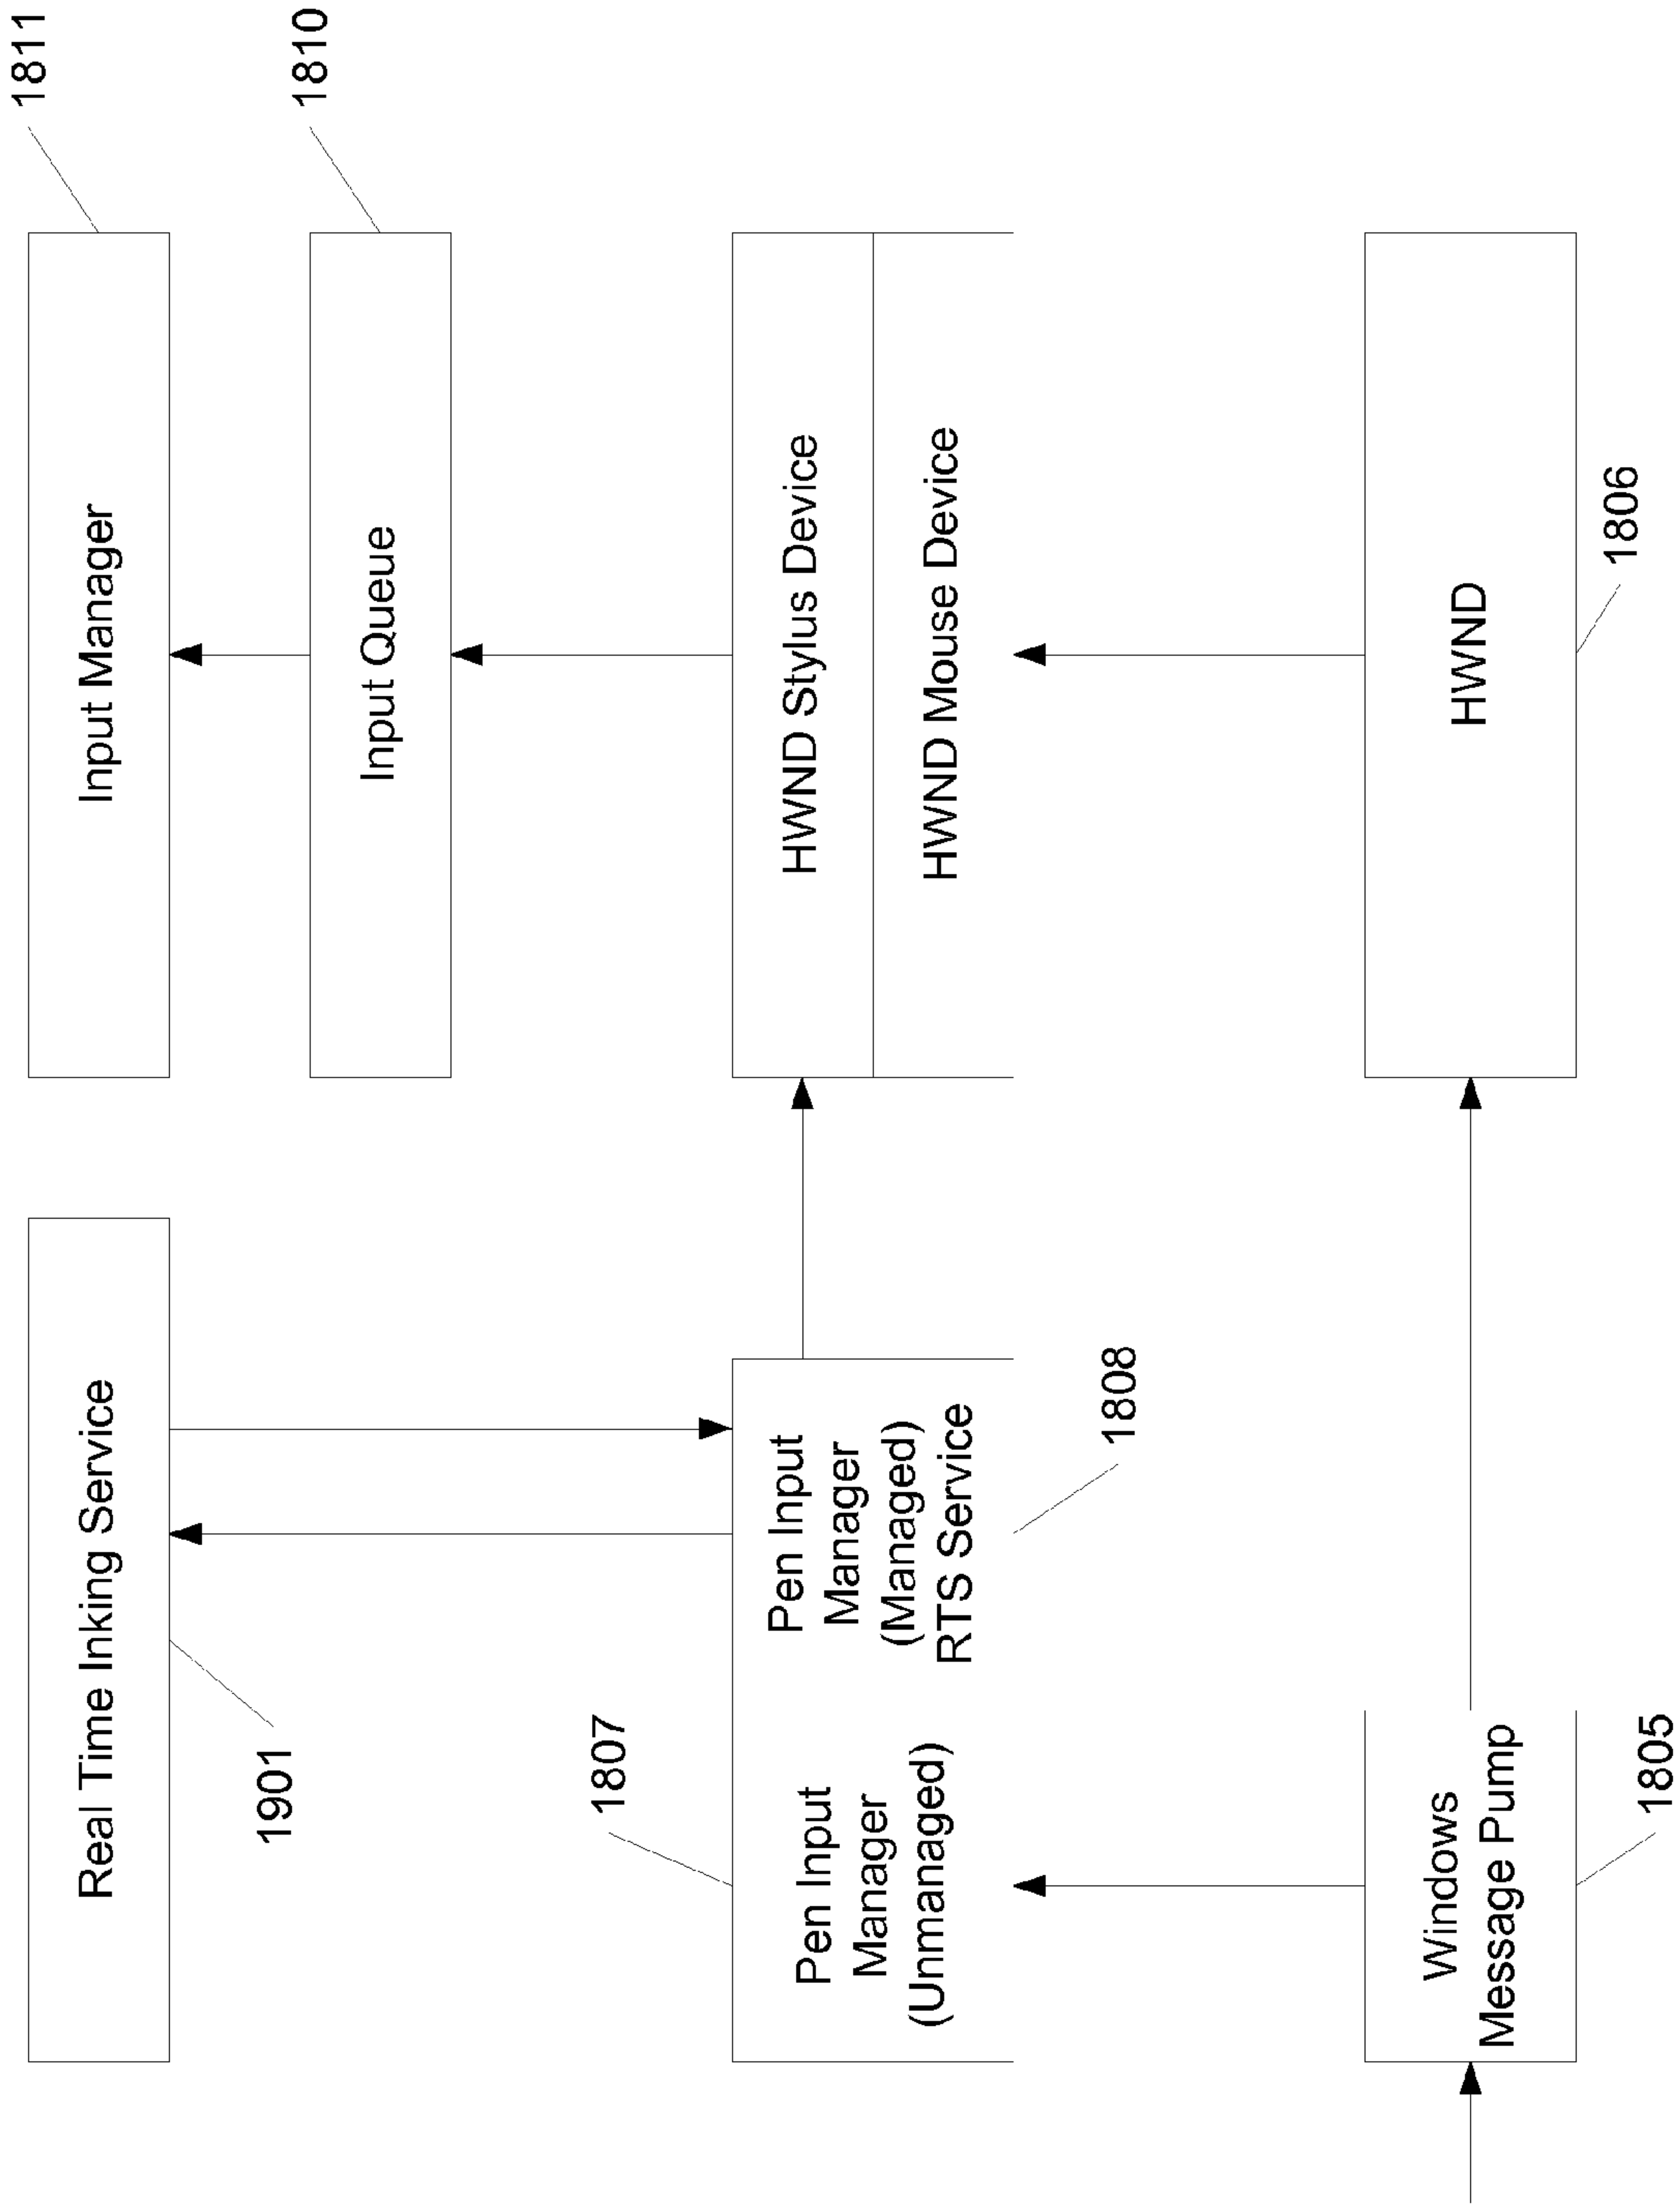 1811
Real Time Inking Service
Input Manager
1901
1810
Input Queue
1807
Pen Input
Manager
(Unmanaged)
Pen Input
Manager
(Managed)
RTS Service
HWND Stylus Device
HWND Mouse Device
1808
Windows
Message Pump
HWND
1806
1805